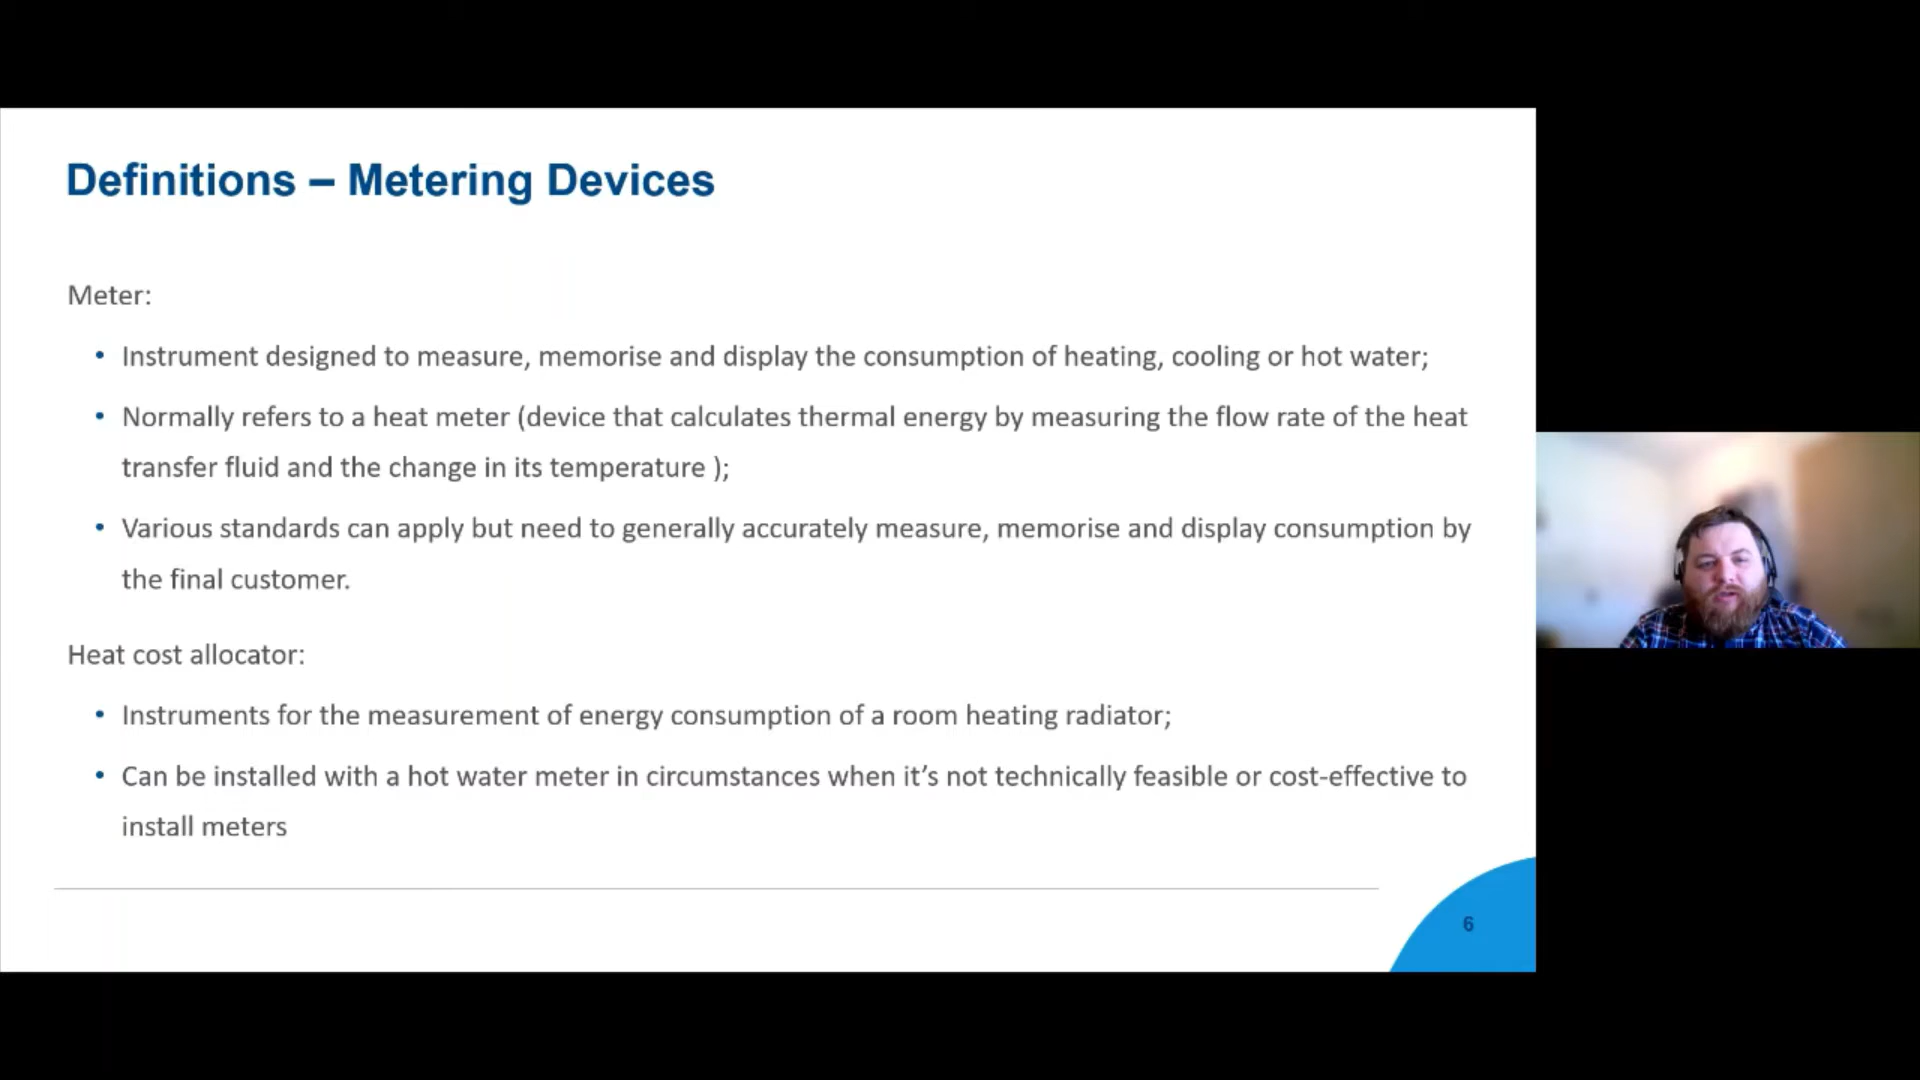 Definitions – Metering Devices
Meter:
• Instrument designed to measure, memorise and display the consumption of heating, cooling or hot water;
• Normally refers to a heat meter (device that calculates thermal energy by measuring the flow rate of the heat
transfer fluid and the change in its temperature );
• Various standards can apply but need to generally accurately measure, memorise and display consumption by
the final customer.
Heat cost allocator:
• Instruments for the measurement of energy consumption of a room heating radiator;
• Can be installed with a hot water meter in circumstances when it’s not technically feasible or cost-effective to
install meters
6